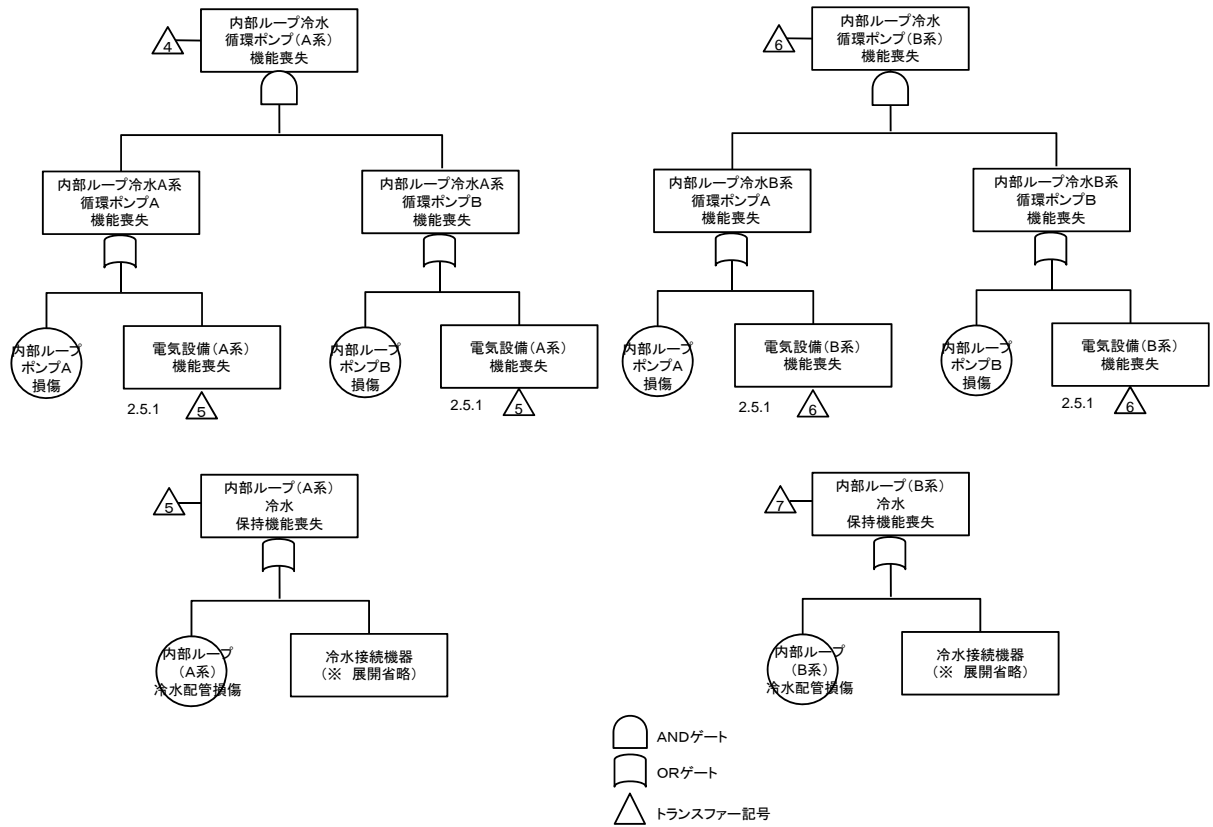 4
内部ループ冷水
循環ポンプ(A系)
機能喪失
内部ループ冷水A系
循環ポンプA
機能喪失
内部ループ冷水A系
循環ポンプB
機能喪失
内部ループ
ポンプA
損傷
電気設備(A系)
機能喪失
2.5.1
5
内部ループ
ポンプB
損傷
電気設備(A系)
機能喪失
2.5.1
5
6
内部ループ冷水
循環ポンプ(B系)
機能喪失
内部ループ冷水B系
循環ポンプA
機能喪失
内部ループ冷水B系
循環ポンプB
機能喪失
内部ループ
ポンプA
損傷
電気設備(B系)
機能喪失
2.5.1
6
内部ループ
ポンプB
損傷
電気設備(B系)
機能喪失
2.5.1
6
5
内部ループ(A系)
冷水
保持機能喪失
内部ループ
(A系)
冷水配管損傷
冷水接続機器
(※ 展開省略)
7
内部ループ(B系)
冷水
保持機能喪失
内部ループ
(B系)
冷水配管損傷
冷水接続機器
(※ 展開省略)
ANDゲート
ORゲート
トランスファー記号